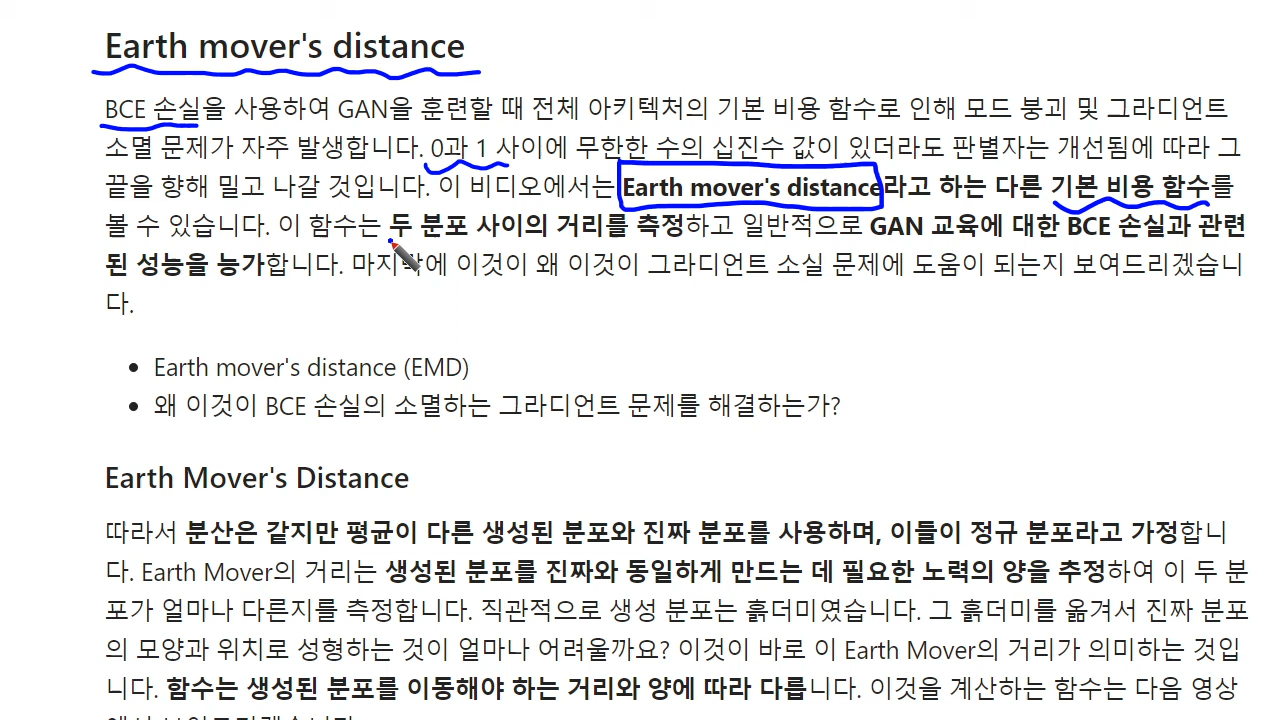 Earth mover's distance
BCE 손실을 사용하여 GAN을 훈련할 때 전체 아키텍처의 기본 비용 함수로 인해 모드 붕괴 및 그라디언트
소멸 문제가 자주 발생합니다. 0과 1 사이에 무한한 수의 십진수 값이 있더라도 판별자는 개선됨에 따라 그
끝을 향해 밀고 나갈 것입니다. 이 비디오에서는 Earth mover's distance라고 하는 다른 기본 비용 함수를
볼 수 있습니다. 이 함수는 두 분포 사이의 거리를 측정하고 일반적으로 GAN 교육에 대한 BCE 손실과 관련
된 성능을 능가합니다. 마지막에 이것이 왜 이것이 그라디언트 소실 문제에 도움이 되는지 보여드리겠습니
다.
Earth mover's distance (EMD)
왜 이것이 BCE 손실의 소멸하는 그라디언트 문제를 해결하는가?
Earth Mover's Distance
따라서 분산은 같지만 평균이 다른 생성된 분포와 진짜 분포를 사용하며, 이들이 정규 분포라고 가정합니
다. Earth Mover의 거리는 생성된 분포를 진짜와 동일하게 만드는 데 필요한 노력의 양을 추정하여 이 두 분
포가 얼마나 다른지를 측정합니다. 직관적으로 생성 분포는 흙더미였습니다. 그 흙더미를 옮겨서 진짜 분포
의 모양과 위치로 성형하는 것이 얼마나 어려울까요? 이것이 바로 이 Earth Mover의 거리가 의미하는 것입
니다. 함수는 생성된 분포를 이동해야 하는 거리와 양에 따라 다릅니다. 이것을 계산하는 함수는 다음 영상